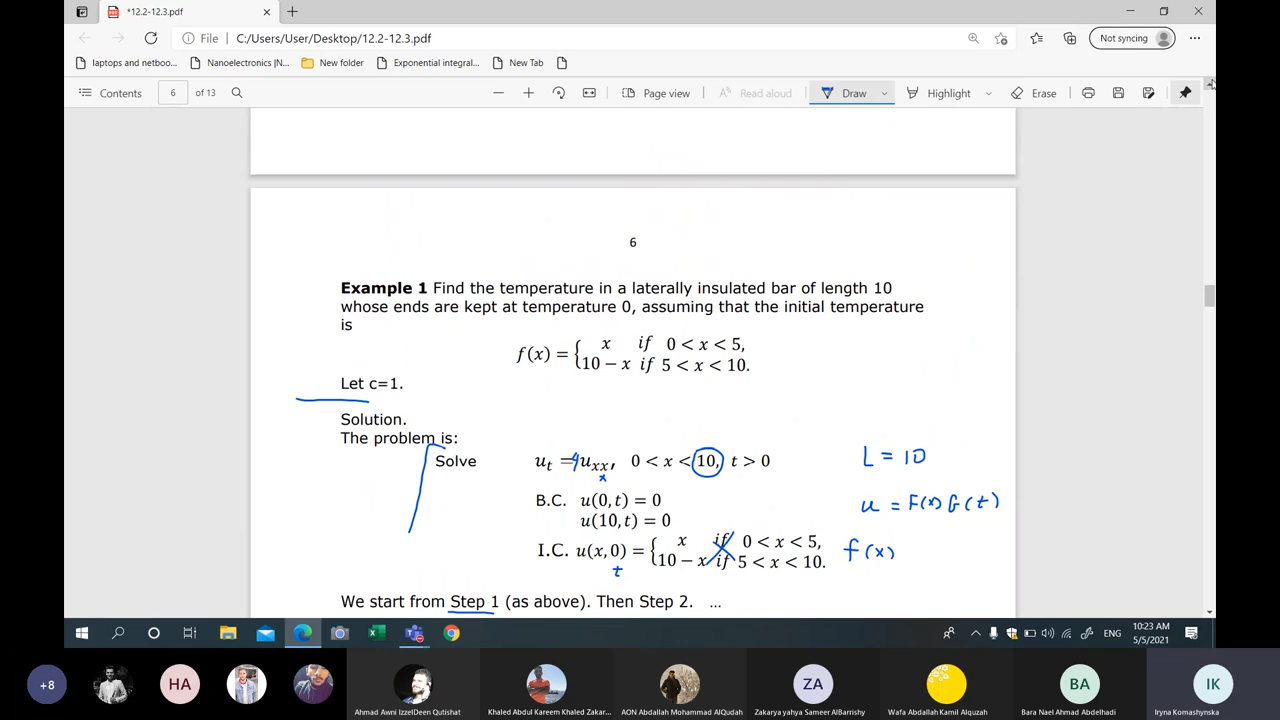 *12.2-12.3.pdf
File C:/Users/User/Desktop/12.2-12.3.pdf Not syncing
laptops and netboo... Nanoelectronics |N... New folder Exponential integral... New Tab
Contents 6 of 13 Page view Read aloud Draw Highlight Erase
6
Example 1 Find the temperature in a laterally insulated bar of length 10
whose ends are kept at temperature 0, assuming that the initial temperature
is
f(x) = { x if 0 < x < 5,
10 − x if 5 < x < 10.
Let c=1.
Solution.
The problem is:
Solve u_t = 4 u_xx, 0 < x < 10, t > 0 L = 10
x
B.C. u(0,t) = 0 u = F(x) G(t)
u(10,t) = 0
I.C. u(x,0) = { x if 0 < x < 5, f(x)
10 − x if 5 < x < 10.
t
We start from Step 1 (as above). Then Step 2. ...
ENG 10:23 AM
5/5/2021
+8 HA ZA BA IK
Ahmad Awni IzzelDeen Qutishat Khaled Abdul Kareem Khaled Zakar... AON Abdallah Mohammad AlQudah Zakarya yahya Sameer AlBarrishy Wafa Abdallah Kamil Alquzah Bara Nael Ahmad Abdelhadi Iryna Komashynska